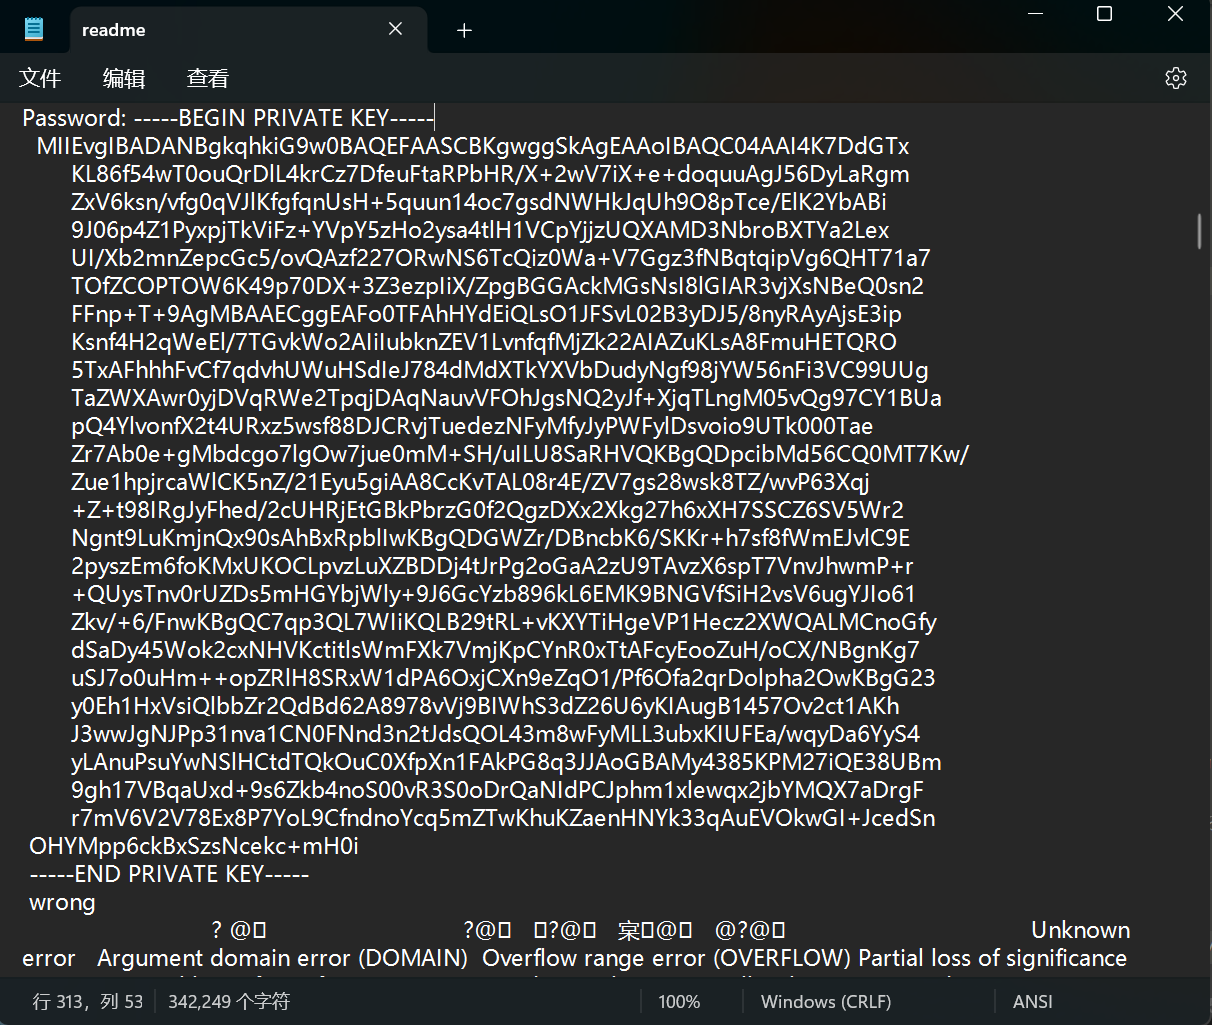 readme
文件 编辑 查看
Password: -----BEGIN PRIVATE KEY-----
MIIEvgIBADANBgkqhkiG9w0BAQEFAASCBKgwggSkAgEAAoIBAQC04AAI4K7DdGTx
KL86f54wT0ouQrDlL4krCz7DfeuFtaRPbHR/X+2wV7iX+e+doquuAgJ56DyLaRgm
ZxV6ksn/vfg0qVJlKfgfqnUsH+5quun14oc7gsdNWHkJqUh9O8pTce/ElK2YbABi
9J06p4Z1PyxpjTkViFz+YVpY5zHo2ysa4tlH1VCpYjjzUQXAMD3NbroBXTYa2Lex
UI/Xb2mnZepcGc5/ovQAzf227ORwNS6TcQiz0Wa+V7Ggz3fNBqtqipVg6QHT71a7
TOfZCOPTOW6K49p70DX+3Z3ezpIiX/ZpgBGGAckMGsNsI8lGIAR3vjXsNBeQ0sn2
FFnp+T+9AgMBAAECggEAFo0TFAhHYdEiQLsO1JFSvL02B3yDJ5/8nyRAyAjsE3ip
Ksnf4H2qWeEl/7TGvkWo2AIiIubknZEV1LvnfqfMjZk22AIAZuKLsA8FmuHETQRO
5TxAFhhhFvCf7qdvhUWuHSdIeJ784dMdXTkYXVbDudyNgf98jYW56nFi3VC99UUg
TaZWXAwr0yjDVqRWe2TpqjDAqNauvVFOhJgsNQ2yJf+XjqTLngM05vQg97CY1BUa
pQ4YlvonfX2t4URxz5wsf88DJCRvjTuedezNFyMfyJyPWFylDsvoio9UTk000Tae
Zr7Ab0e+gMbdcgo7lgOw7jue0mM+SH/uILU8SaRHVQKBgQDpcibMd56CQ0MT7Kw/
Zue1hpjrcaWlCK5nZ/21Eyu5giAA8CcKvTAL08r4E/ZV7gs28wsk8TZ/wvP63Xqj
+Z+t98IRgJyFhed/2cUHRjEtGBkPbrzG0f2QgzDXx2Xkg27h6xXH7SSCZ6SV5Wr2
Ngnt9LuKmjnQx90sAhBxRpblIwKBgQDGWZr/DBncbK6/SKKr+h7sf8fWmEJvlC9E
2pyszEm6foKMxUKOCLpvzLuXZBDDj4tJrPg2oGaA2zU9TAvzX6spT7VnvJhwmP+r
+QUysTnv0rUZDs5mHGYbjWly+9J6GcYzb896kL6EMK9BNGVfSiH2vsV6ugYJIo61
Zkv/+6/FnwKBgQC7qp3QL7WIiKQLB29tRL+vKXYTiHgeVP1Hecz2XWQALMCnoGfy
dSaDy45Wok2cxNHVKctitlsWmFXk7VmjKpCYnR0xTtAFcyEooZuH/oCX/NBgnKg7
uSJ7o0uHm++opZRlH8SRxW1dPA6OxjCXn9eZqO1/Pf6Ofa2qrDolpha2OwKBgG23
y0Eh1HxVsiQlbbZr2QdBd62A8978vVj9BIWhS3dZ26U6yKIAugB1457Ov2ct1AKh
J3wwJgNJPp31nva1CN0FNnd3n2tJdsQOL43m8wFyMLL3ubxKIUFEa/wqyDa6YyS4
yLAnuPsuYwNSlHCtdTQkOuC0XfpXn1FAkPG8q3JJAoGBAMy4385KPM27iQE38UBm
9gh17VBqaUxd+9s6Zkb4noS00vR3S0oDrQaNIdPCJphm1xlewqx2jbYMQX7aDrgF
r7mV6V2V78Ex8P7YoL9CfndnoYcq5mZTwKhuKZaenHNYk33qAuEVOkwGI+JcedSn
OHYMpp6ckBxSzsNcekc+mH0i
-----END PRIVATE KEY-----
wrong
? @ ?@ ?@ 寀@ @?@ Unknown
error Argument domain error (DOMAIN) Overflow range error (OVERFLOW) Partial loss of significance
行 313，列 53 342,249 个字符 100% Windows (CRLF) ANSI